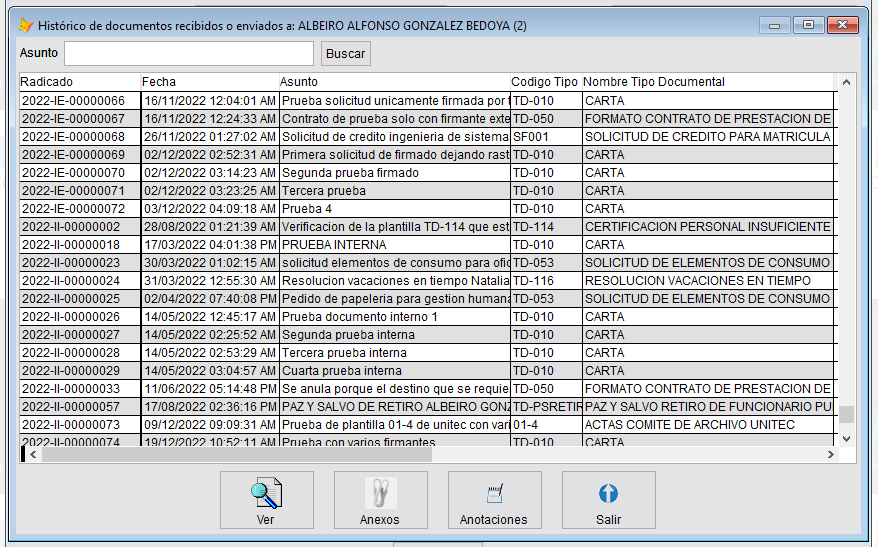 Histórico de documentos recibidos o enviados a: ALBEIRO ALFONSO GONZALEZ BEDOYA (2)
Asunto Buscar
Radicado Fecha Asunto Codigo Tipo Nombre Tipo Documental
2022-IE-00000066 16/11/2022 12:04:01 AM Prueba solicitud unicamente firmada por t TD-010 CARTA
2022-IE-00000067 16/11/2022 12:24:33 AM Contrato de prueba solo con firmante exte TD-050 FORMATO CONTRATO DE PRESTACION DE
2022-IE-00000068 26/11/2022 01:27:02 AM Solicitud de credito ingenieria de sistema SF001 SOLICITUD DE CREDITO PARA MATRICULA
2022-IE-00000069 02/12/2022 02:52:31 AM Primera solicitud de firmado dejando rast TD-010 CARTA
2022-IE-00000070 02/12/2022 03:14:23 AM Segunda prueba firmado TD-010 CARTA
2022-IE-00000071 02/12/2022 03:23:25 AM Tercera prueba TD-010 CARTA
2022-IE-00000072 03/12/2022 04:09:18 AM Prueba 4 TD-010 CARTA
2022-II-00000002 28/08/2022 01:21:39 AM Verificacion de la plantilla TD-114 que est TD-114 CERTIFICACION PERSONAL INSUFICIENTE
2022-II-00000018 17/03/2022 04:01:38 PM PRUEBA INTERNA TD-010 CARTA
2022-II-00000023 30/03/2022 01:02:15 AM solicitud elementos de consumo para ofic TD-053 SOLICITUD DE ELEMENTOS DE CONSUMO
2022-II-00000024 31/03/2022 12:55:30 AM Resolucion vacaciones en tiempo Natalia TD-116 RESOLUCION VACACIONES EN TIEMPO
2022-II-00000025 02/04/2022 07:40:08 PM Pedido de papeleria para gestion humana TD-053 SOLICITUD DE ELEMENTOS DE CONSUMO
2022-II-00000026 14/05/2022 12:45:17 AM Prueba documento interno 1 TD-010 CARTA
2022-II-00000027 14/05/2022 02:25:52 AM Segunda prueba interna TD-010 CARTA
2022-II-00000028 14/05/2022 02:53:29 AM Tercera prueba interna TD-010 CARTA
2022-II-00000029 14/05/2022 03:04:57 AM Cuarta prueba interna TD-010 CARTA
2022-II-00000033 11/06/2022 05:14:48 PM Se anula porque el destino que se requie TD-050 FORMATO CONTRATO DE PRESTACION DE
2022-II-00000057 17/08/2022 02:36:16 PM PAZ Y SALVO DE RETIRO ALBEIRO GONZ TD-PSRETIR PAZ Y SALVO RETIRO DE FUNCIONARIO PU
2022-II-00000073 09/12/2022 09:09:31 AM Prueba de plantilla 01-4 de unitec con vari 01-4 ACTAS COMITE DE ARCHIVO UNITEC
2022-II-00000074 19/12/2022 10:52:11 AM Prueba con varios firmantes TD-010 CARTA
Ver Anexos Anotaciones Salir